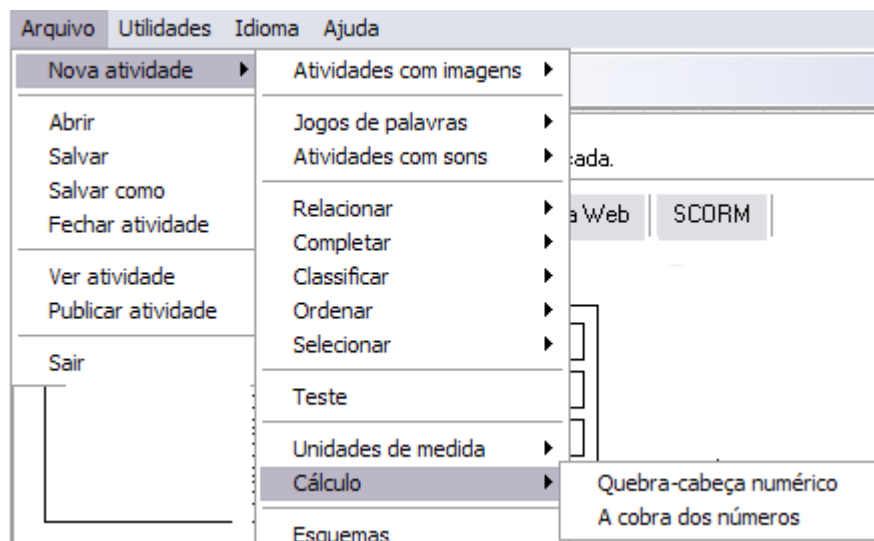 Arquivo Utilidades Idioma Ajuda
Nova atividade
Abrir
Salvar
Salvar como
Fechar atividade
Ver atividade
Publicar atividade
Sair
Atividades com imagens
Jogos de palavras
Atividades com sons
Relacionar
Completar
Classificar
Ordenar
Selecionar
Teste
Unidades de medida
Cálculo
Esquemas
Quebra-cabeça numérico
A cobra dos números
cada.
a Web SCORM